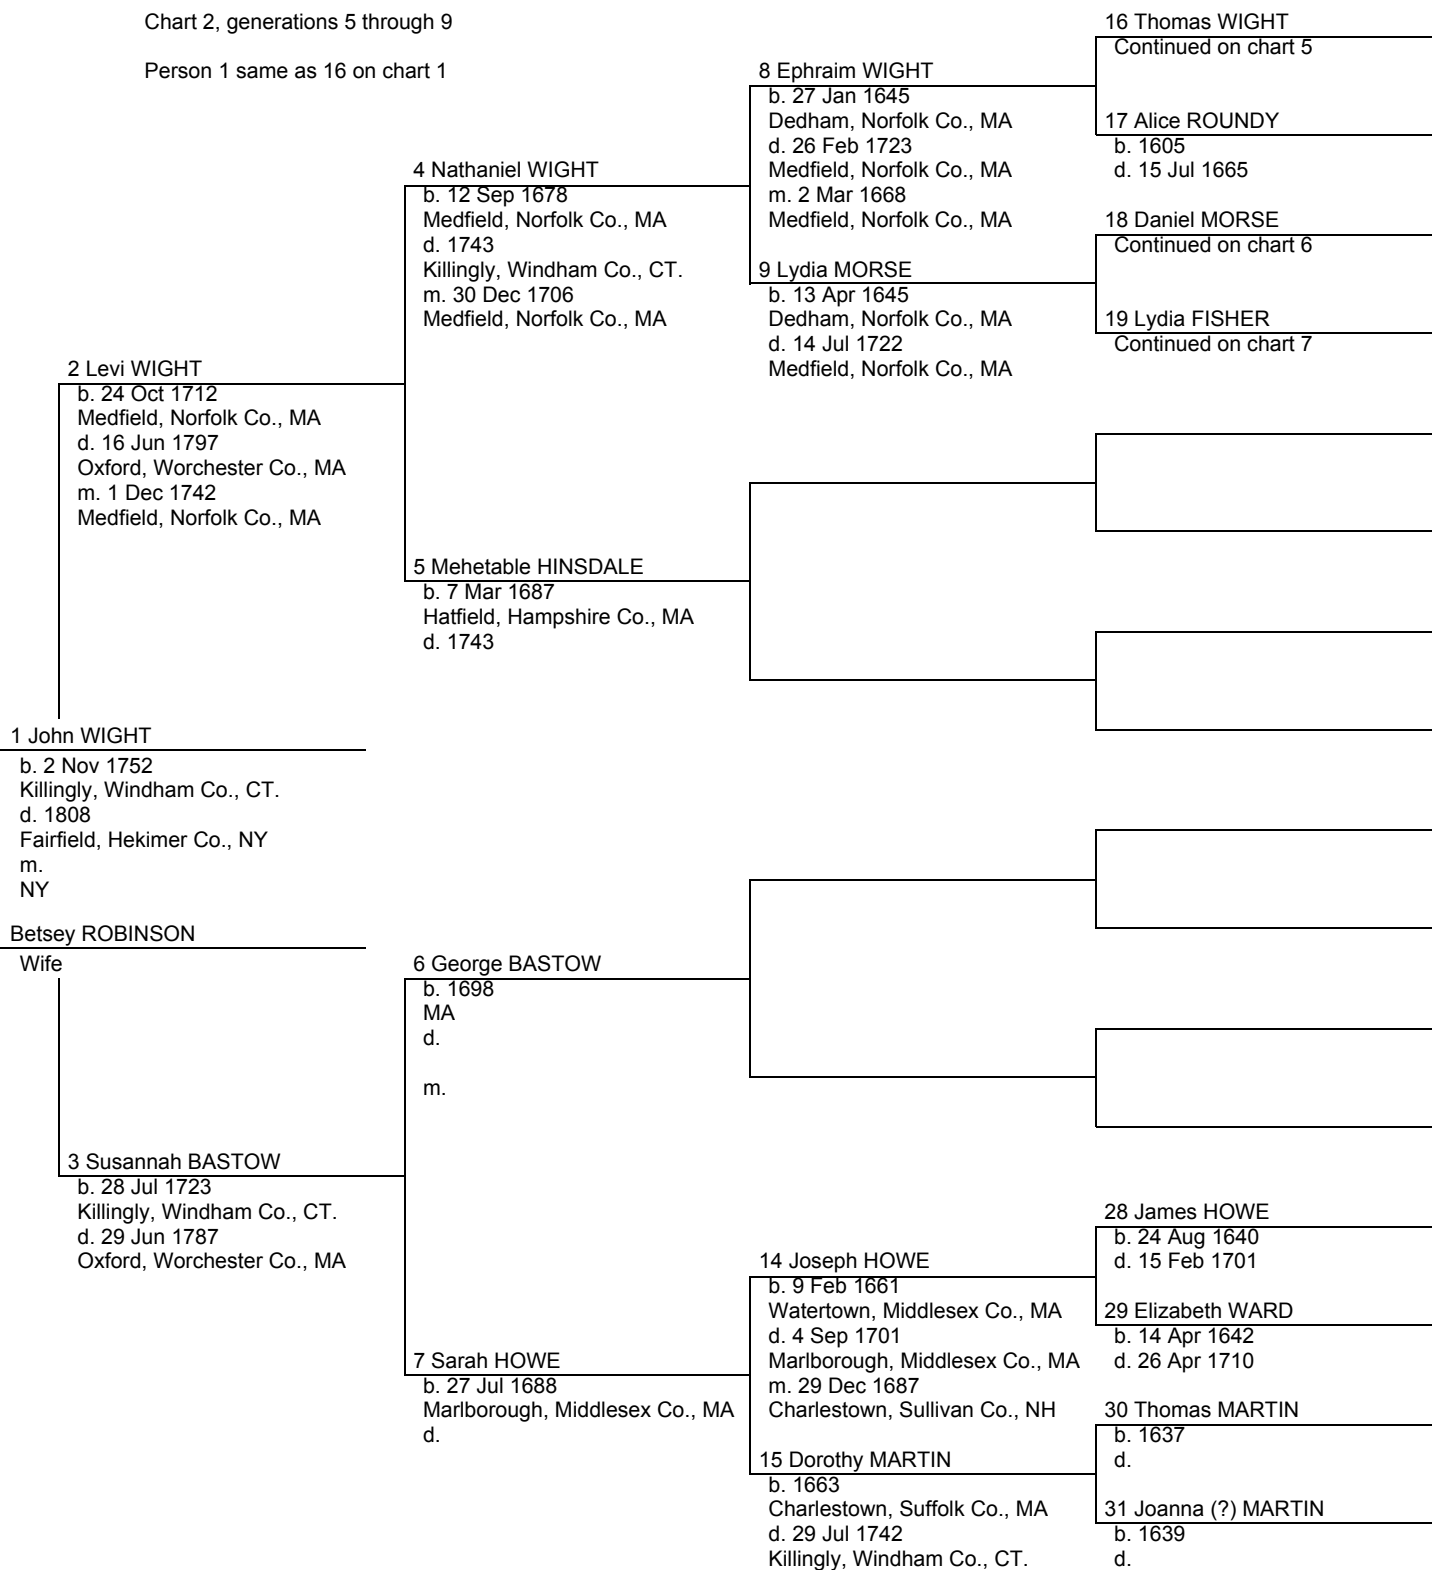 Chart 2, generations 5 through 9
Person 1 same as 16 on chart 1
1 John WIGHT
b. 2 Nov 1752
Killingly, Windham Co., CT.
d. 1808
Fairfield, Hekimer Co., NY
m.
NY
Betsey ROBINSON
Wife
2 Levi WIGHT
b. 24 Oct 1712
Medfield, Norfolk Co., MA
d. 16 Jun 1797
Oxford, Worchester Co., MA
m. 1 Dec 1742
Medfield, Norfolk Co., MA
3 Susannah BASTOW
b. 28 Jul 1723
Killingly, Windham Co., CT.
d. 29 Jun 1787
Oxford, Worchester Co., MA
4 Nathaniel WIGHT
b. 12 Sep 1678
Medfield, Norfolk Co., MA
d. 1743
Killingly, Windham Co., CT.
m. 30 Dec 1706
Medfield, Norfolk Co., MA
5 Mehetable HINSDALE
b. 7 Mar 1687
Hatfield, Hampshire Co., MA
d. 1743
6 George BASTOW
b. 1698
MA
d.
m.
7 Sarah HOWE
b. 27 Jul 1688
Marlborough, Middlesex Co., MA
d.
8 Ephraim WIGHT
b. 27 Jan 1645
Dedham, Norfolk Co., MA
d. 26 Feb 1723
Medfield, Norfolk Co., MA
m. 2 Mar 1668
Medfield, Norfolk Co., MA
9 Lydia MORSE
b. 13 Apr 1645
Dedham, Norfolk Co., MA
d. 14 Jul 1722
Medfield, Norfolk Co., MA
14 Joseph HOWE
b. 9 Feb 1661
Watertown, Middlesex Co., MA
d. 4 Sep 1701
Marlborough, Middlesex Co., MA
m. 29 Dec 1687
Charlestown, Sullivan Co., NH
15 Dorothy MARTIN
b. 1663
Charlestown, Suffolk Co., MA
d. 29 Jul 1742
Killingly, Windham Co., CT.
16 Thomas WIGHT
Continued on chart 5
17 Alice ROUNDY
b. 1605
d. 15 Jul 1665
18 Daniel MORSE
Continued on chart 6
19 Lydia FISHER
Continued on chart 7
28 James HOWE
b. 24 Aug 1640
d. 15 Feb 1701
29 Elizabeth WARD
b. 14 Apr 1642
d. 26 Apr 1710
30 Thomas MARTIN
b. 1637
d.
31 Joanna (?) MARTIN
b. 1639
d.